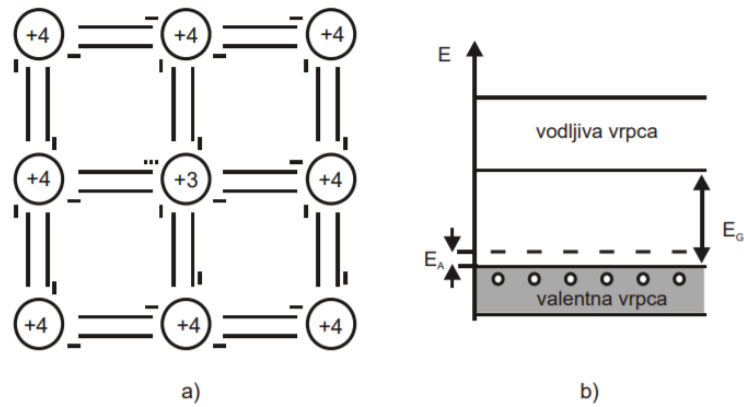 +4 +4 +4
+4 +3 +4
+4 +4 +4
a)
E
vodljiva vrpca
E_G
E_A
valentna vrpca
b)